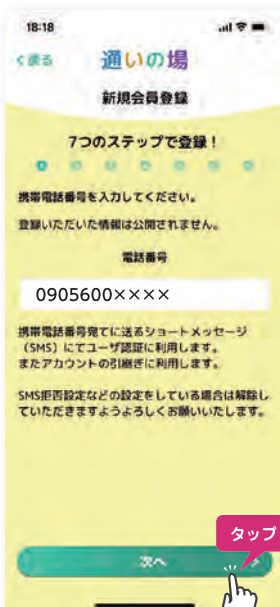 18:18
<戻る
通いの場
新規会員登録
7つのステップで登録！
携帯電話番号を入力してください。
登録いただいた情報は公開されません。
電話番号
0905600××××
携帯電話番号宛てに送るショートメッセージ
（SMS）にてユーザ認証に利用します。
またアカウントの引継ぎに利用します。
SMS拒否設定などの設定をしている場合は解除し
ていただきますようよろしくお願いいたします。
タップ
次へ